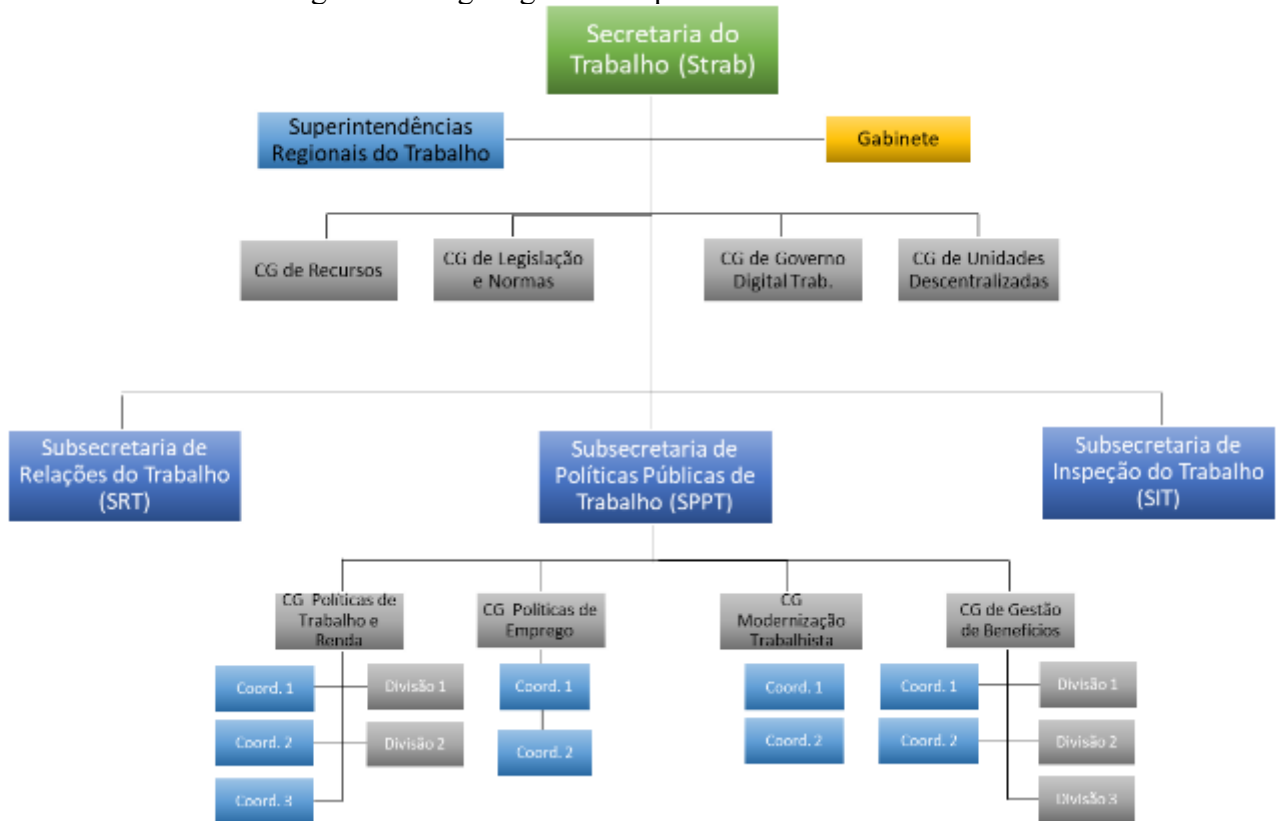 Secretaria do
Trabalho (Strab)
Superintendências
Regionais do Trabalho
Gabinete
CG de Recursos
CG de Legislação
e Normas
CG de Governo
Digital Trab.
CG de Unidades
Descentralizadas
Subsecretaria de
Relações do Trabalho
(SRT)
Subsecretaria de
Políticas Públicas de
Trabalho (SPPT)
Subsecretaria de
Inspeção do Trabalho
(SIT)
CG Políticas de
Trabalho e
Renda
CG Políticas de
Emprego
CG
Modernização
Trabalhista
CG de Gestão
de Benefícios
Coord. 1
Divisão 1
Coord. 2
Divisão 2
Coord. 3
Coord. 1
Coord. 2
Coord. 1
Coord. 2
Coord. 1
Divisão 1
Coord. 2
Divisão 2
Divisão 3